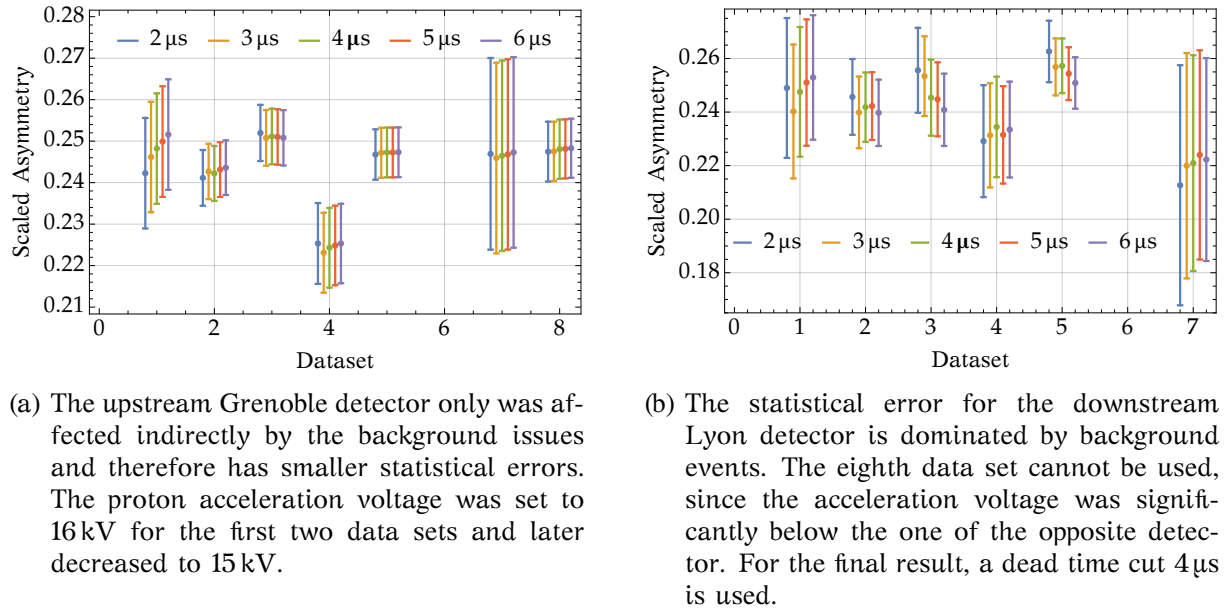 0.28
2 μs 3 μs 4 μs 5 μs 6 μs
0.27
0.26
0.25
0.24
0.23
0.22
0.21
Scaled Asymmetry
0 2 4 6 8
Dataset
(a) The upstream Grenoble detector only was af-
fected indirectly by the background issues
and therefore has smaller statistical errors.
The proton acceleration voltage was set to
16 kV for the first two data sets and later
decreased to 15 kV.
0.26
0.24
0.22
0.20
0.18
Scaled Asymmetry
2 μs 3 μs 4 μs 5 μs 6 μs
0 1 2 3 4 5 6 7
Dataset
(b) The statistical error for the downstream
Lyon detector is dominated by background
events. The eighth data set cannot be used,
since the acceleration voltage was signifi-
cantly below the one of the opposite detec-
tor. For the final result, a dead time cut 4 μs
is used.